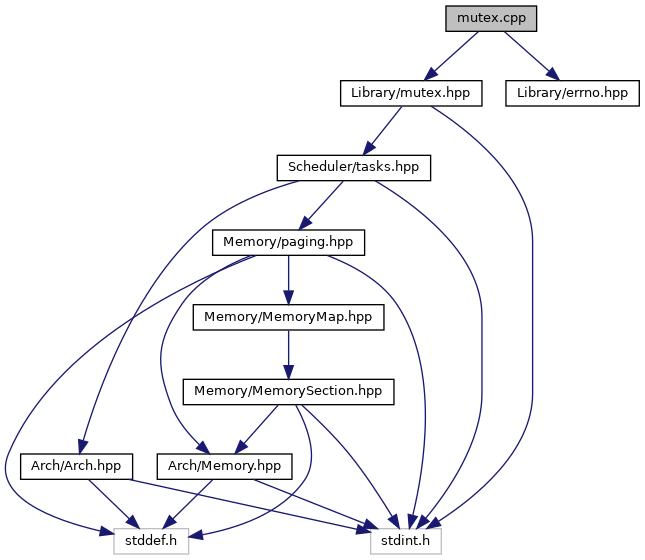 mutex.cpp
Library/mutex.hpp
Library/errno.hpp
Scheduler/tasks.hpp
Memory/paging.hpp
Memory/MemoryMap.hpp
Memory/MemorySection.hpp
Arch/Arch.hpp
Arch/Memory.hpp
stddef.h
stdint.h